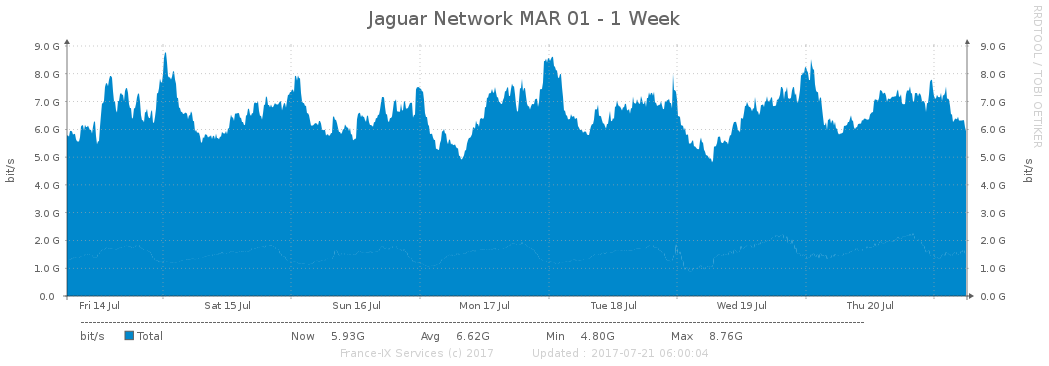 Jaguar Network MAR 01 - 1 Week
RRDTOOL / TOBI OETIKER
9.0 G 9.0 G
8.0 G 8.0 G
7.0 G 7.0 G
6.0 G 6.0 G
5.0 G 5.0 G
4.0 G 4.0 G
3.0 G 3.0 G
2.0 G 2.0 G
1.0 G 1.0 G
0.0 0.0 G
bit/s bit/s
Fri 14 Jul Sat 15 Jul Sun 16 Jul Mon 17 Jul Tue 18 Jul Wed 19 Jul Thu 20 Jul
bit/s Total Now 5.93G Avg 6.62G Min 4.80G Max 8.76G
France-IX Services (c) 2017 Updated : 2017-07-21 06:00:04